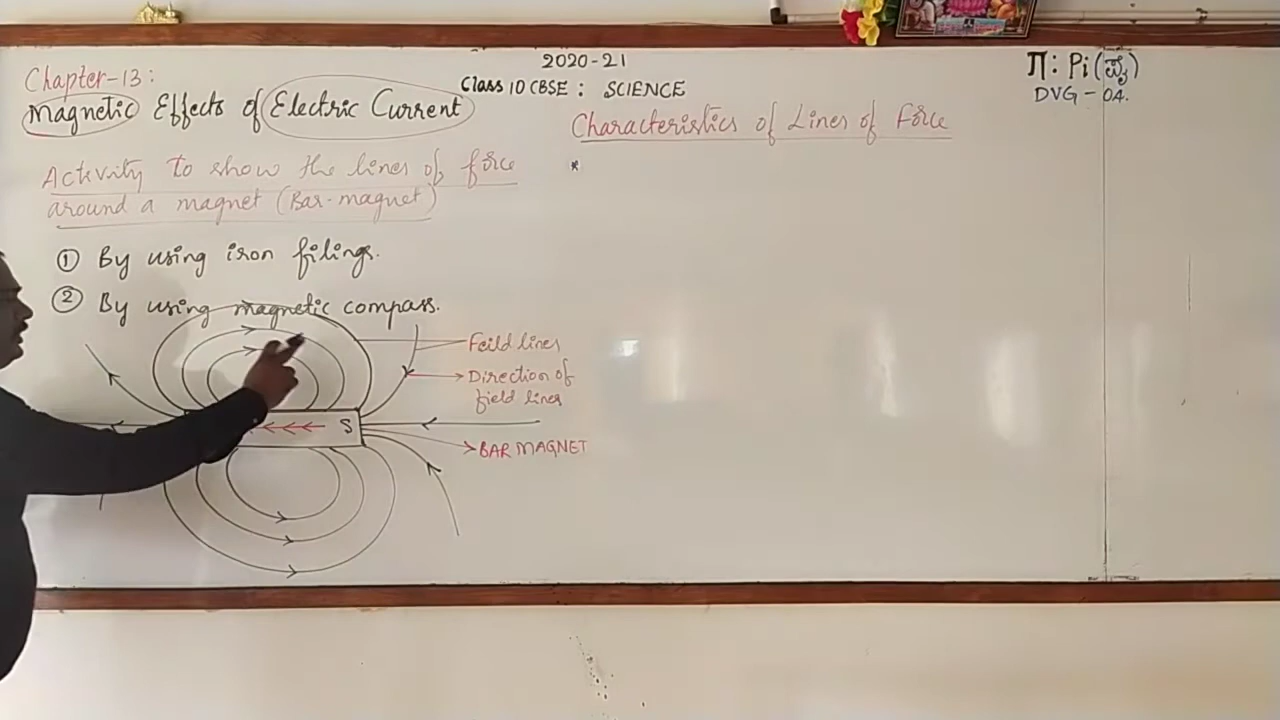 2020-21
Class 10 CBSE : SCIENCE
Π: Pi(
DVG - 04.
Chapter-13:
Magnetic Effects of Electric Current
Activity to show the lines of force
around a magnet (Bar-magnet)
① By using iron filings.
② By using magnetic compass.
Feild lines
Direction of
field lines
S
BAR MAGNET
Characteristics of Lines of Force
*